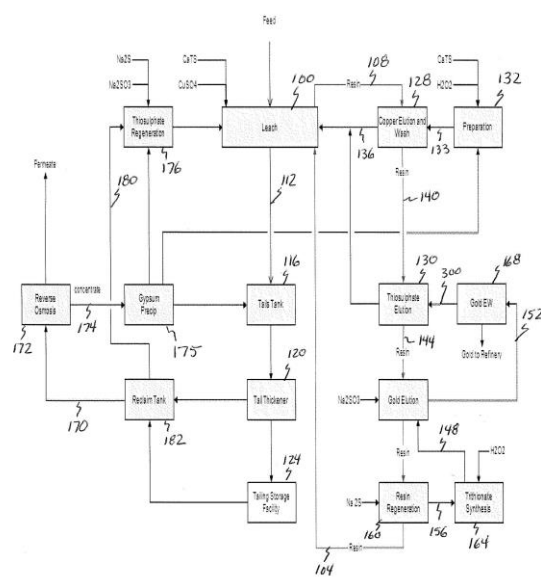 Feed
Na2S
Na2SO3
CaTS
CuSO4
100
Resin
108
128
CaTS
H2O2
132
Thiosulphate
Regeneration
Leach
Copper Elution and
Wash
Preparation
176
136
133
Permeate
180
112
Resin
140
116
130
300
168
concentrate
Reverse
Osmosis
Gypsum
Precip
Tails Tank
Thiosulphate
Elution
Gold EW
172
174
175
144
152
Resin
Gold to Refinery
120
Na2SO3
Reclaim Tank
Tail Thickener
Gold Elution
170
182
148
124
Resin
H2O2
Tailing Storage
Facility
Na 2S
Resin
Regeneration
Trithionate
Synthesis
160
156
164
104
Resin